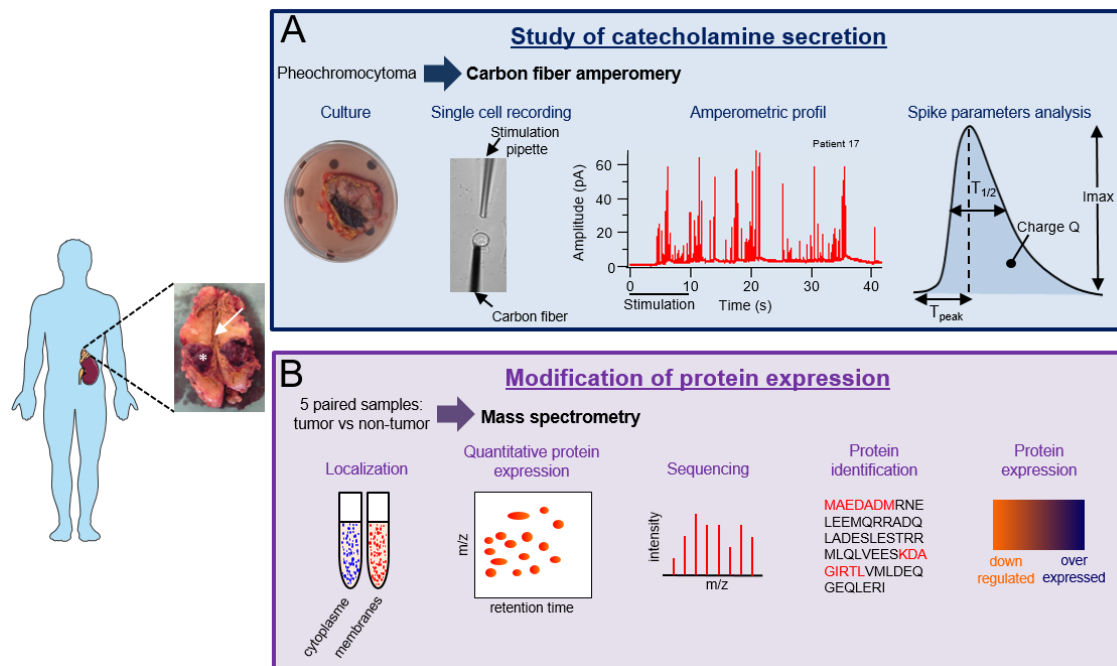 A
Study of catecholamine secretion
Pheochromocytoma
Carbon fiber amperomery
Culture
Single cell recording
Stimulation
pipette
Carbon fiber
Amperometric profil
Patient 17
Amplitude (pA)
60
40
20
0
0
10
20
30
40
Stimulation
Time (s)
Spike parameters analysis
T1/2
Imax
Charge Q
Tpeak
*
B
Modification of protein expression
5 paired samples:
tumor vs non-tumor
Mass spectrometry
Localization
cytoplasme
membranes
Quantitative protein
expression
m/z
retention time
Sequencing
intensity
m/z
Protein
identification
MAEDADMRNE
LEEMQRRADQ
LADESLESTRR
MLQLVEESKDA
GIRTLVMLDEQ
GEQLERI
Protein
expression
down
regulated
over
expressed